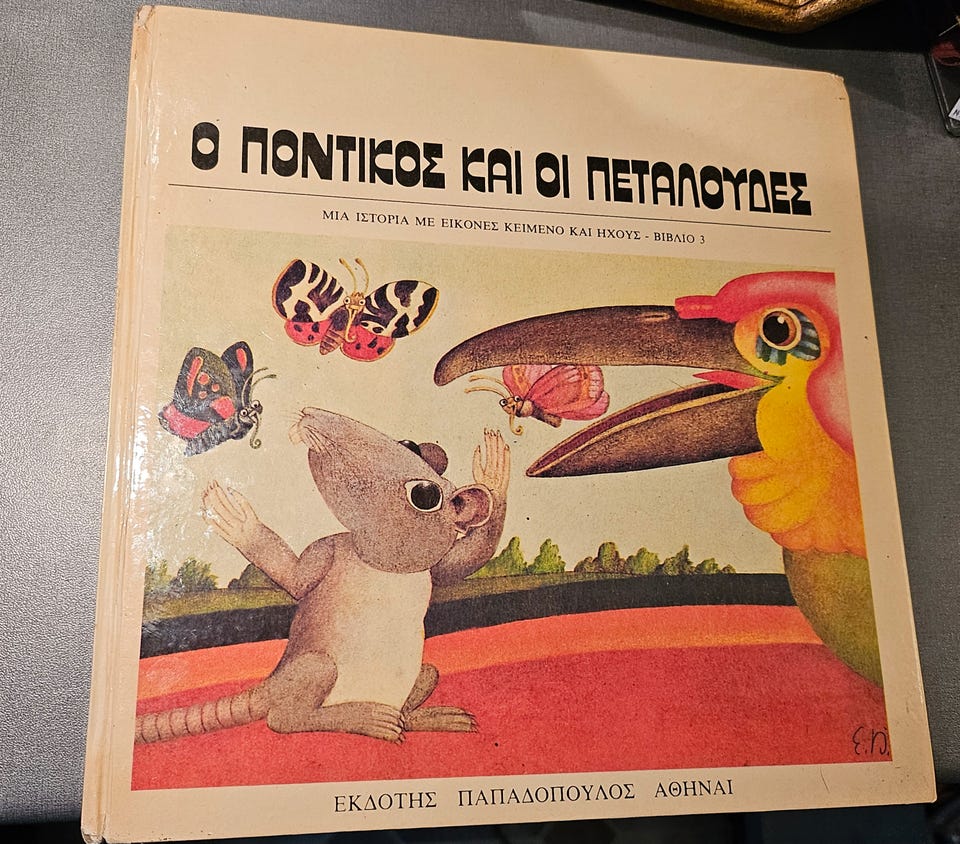 Ο ΠΟΝΤΙΚΟΣ ΚΑΙ ΟΙ ΠΕΤΑΛΟΥΔΕΣ
ΜΙΑ ΙΣΤΟΡΙΑ ΜΕ ΕΙΚΟΝΕΣ ΚΕΙΜΕΝΟ ΚΑΙ ΗΧΟΥΣ - ΒΙΒΛΙΟ 3
ΕΚΔΟΤΗΣ ΠΑΠΑΔΟΠΟΥΛΟΣ ΑΘΗΝΑΙ